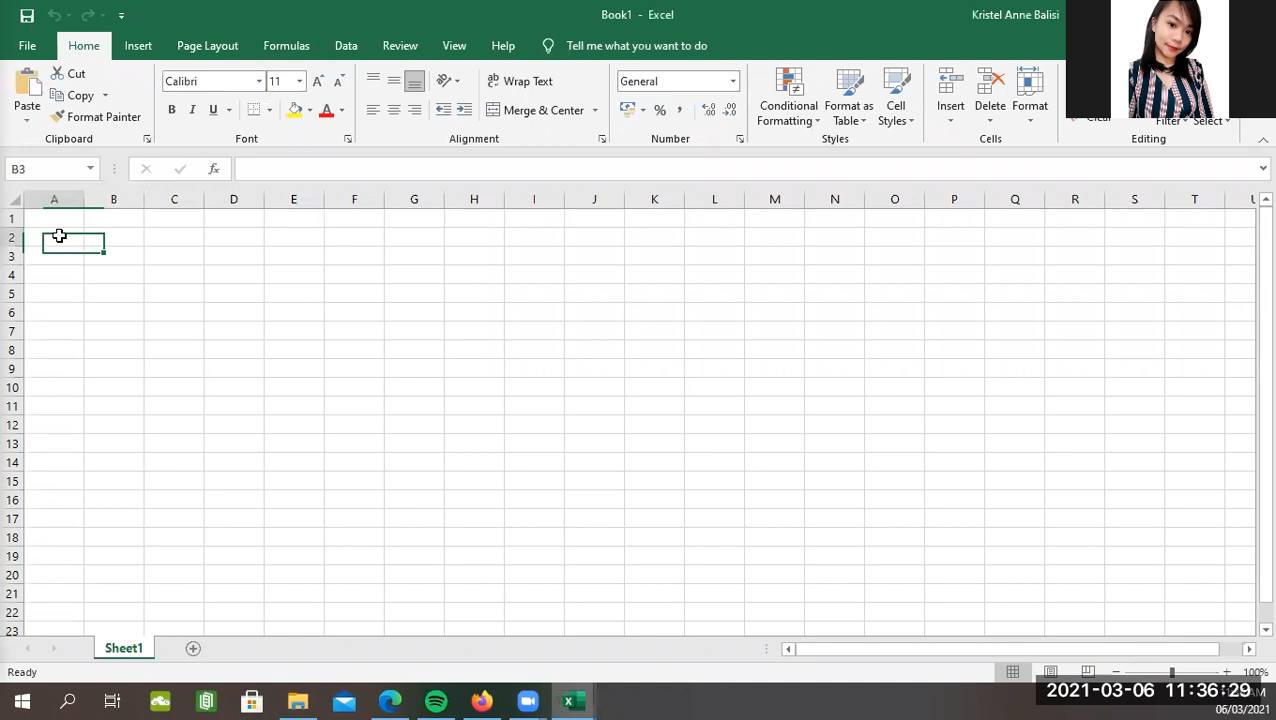 Book1 - Excel
Kristel Anne Balisi
File Home Insert Page Layout Formulas Data Review View Help Tell me what you want to do
Cut
Copy
Format Painter
Paste
Clipboard
Calibri 11
B I U A
Font
Wrap Text
Merge & Center
Alignment
General
% ,
Number
Conditional Formatting
Format as Table
Cell Styles
Styles
Insert
Delete
Format
Cells
Clear
Filter Select
Editing
B3
fx
A B C D E F G H I J K L M N O P Q R S T U
1
2
3
4
5
6
7
8
9
10
11
12
13
14
15
16
17
18
19
20
21
22
23
Sheet1
Ready
100%
2021-03-06 11:36:29
06/03/2021